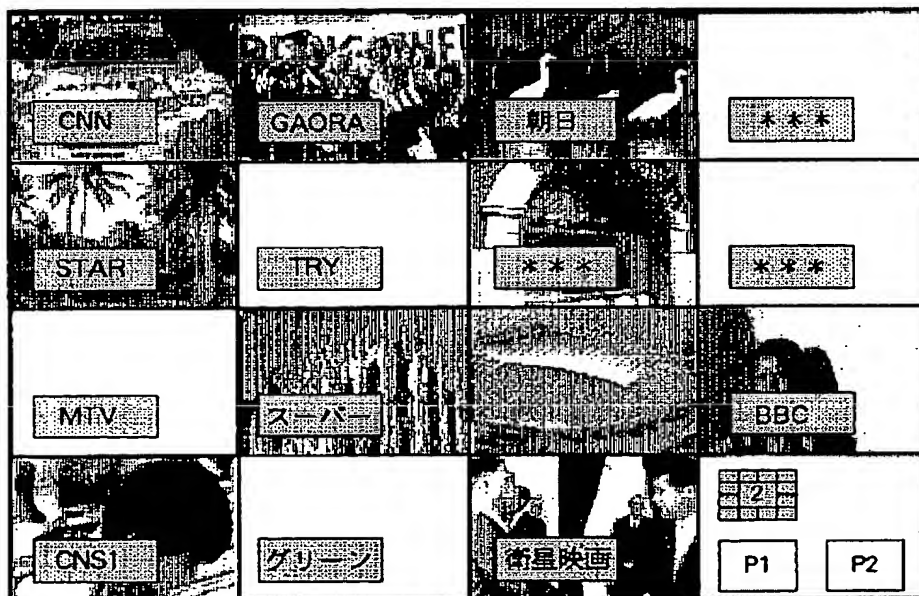 CNN
GAORA
朝日
***
STAR
TRY
***
***
MTV
スーパー
BBC
CNS1
グリーン
衛星映画
2
P1
P2